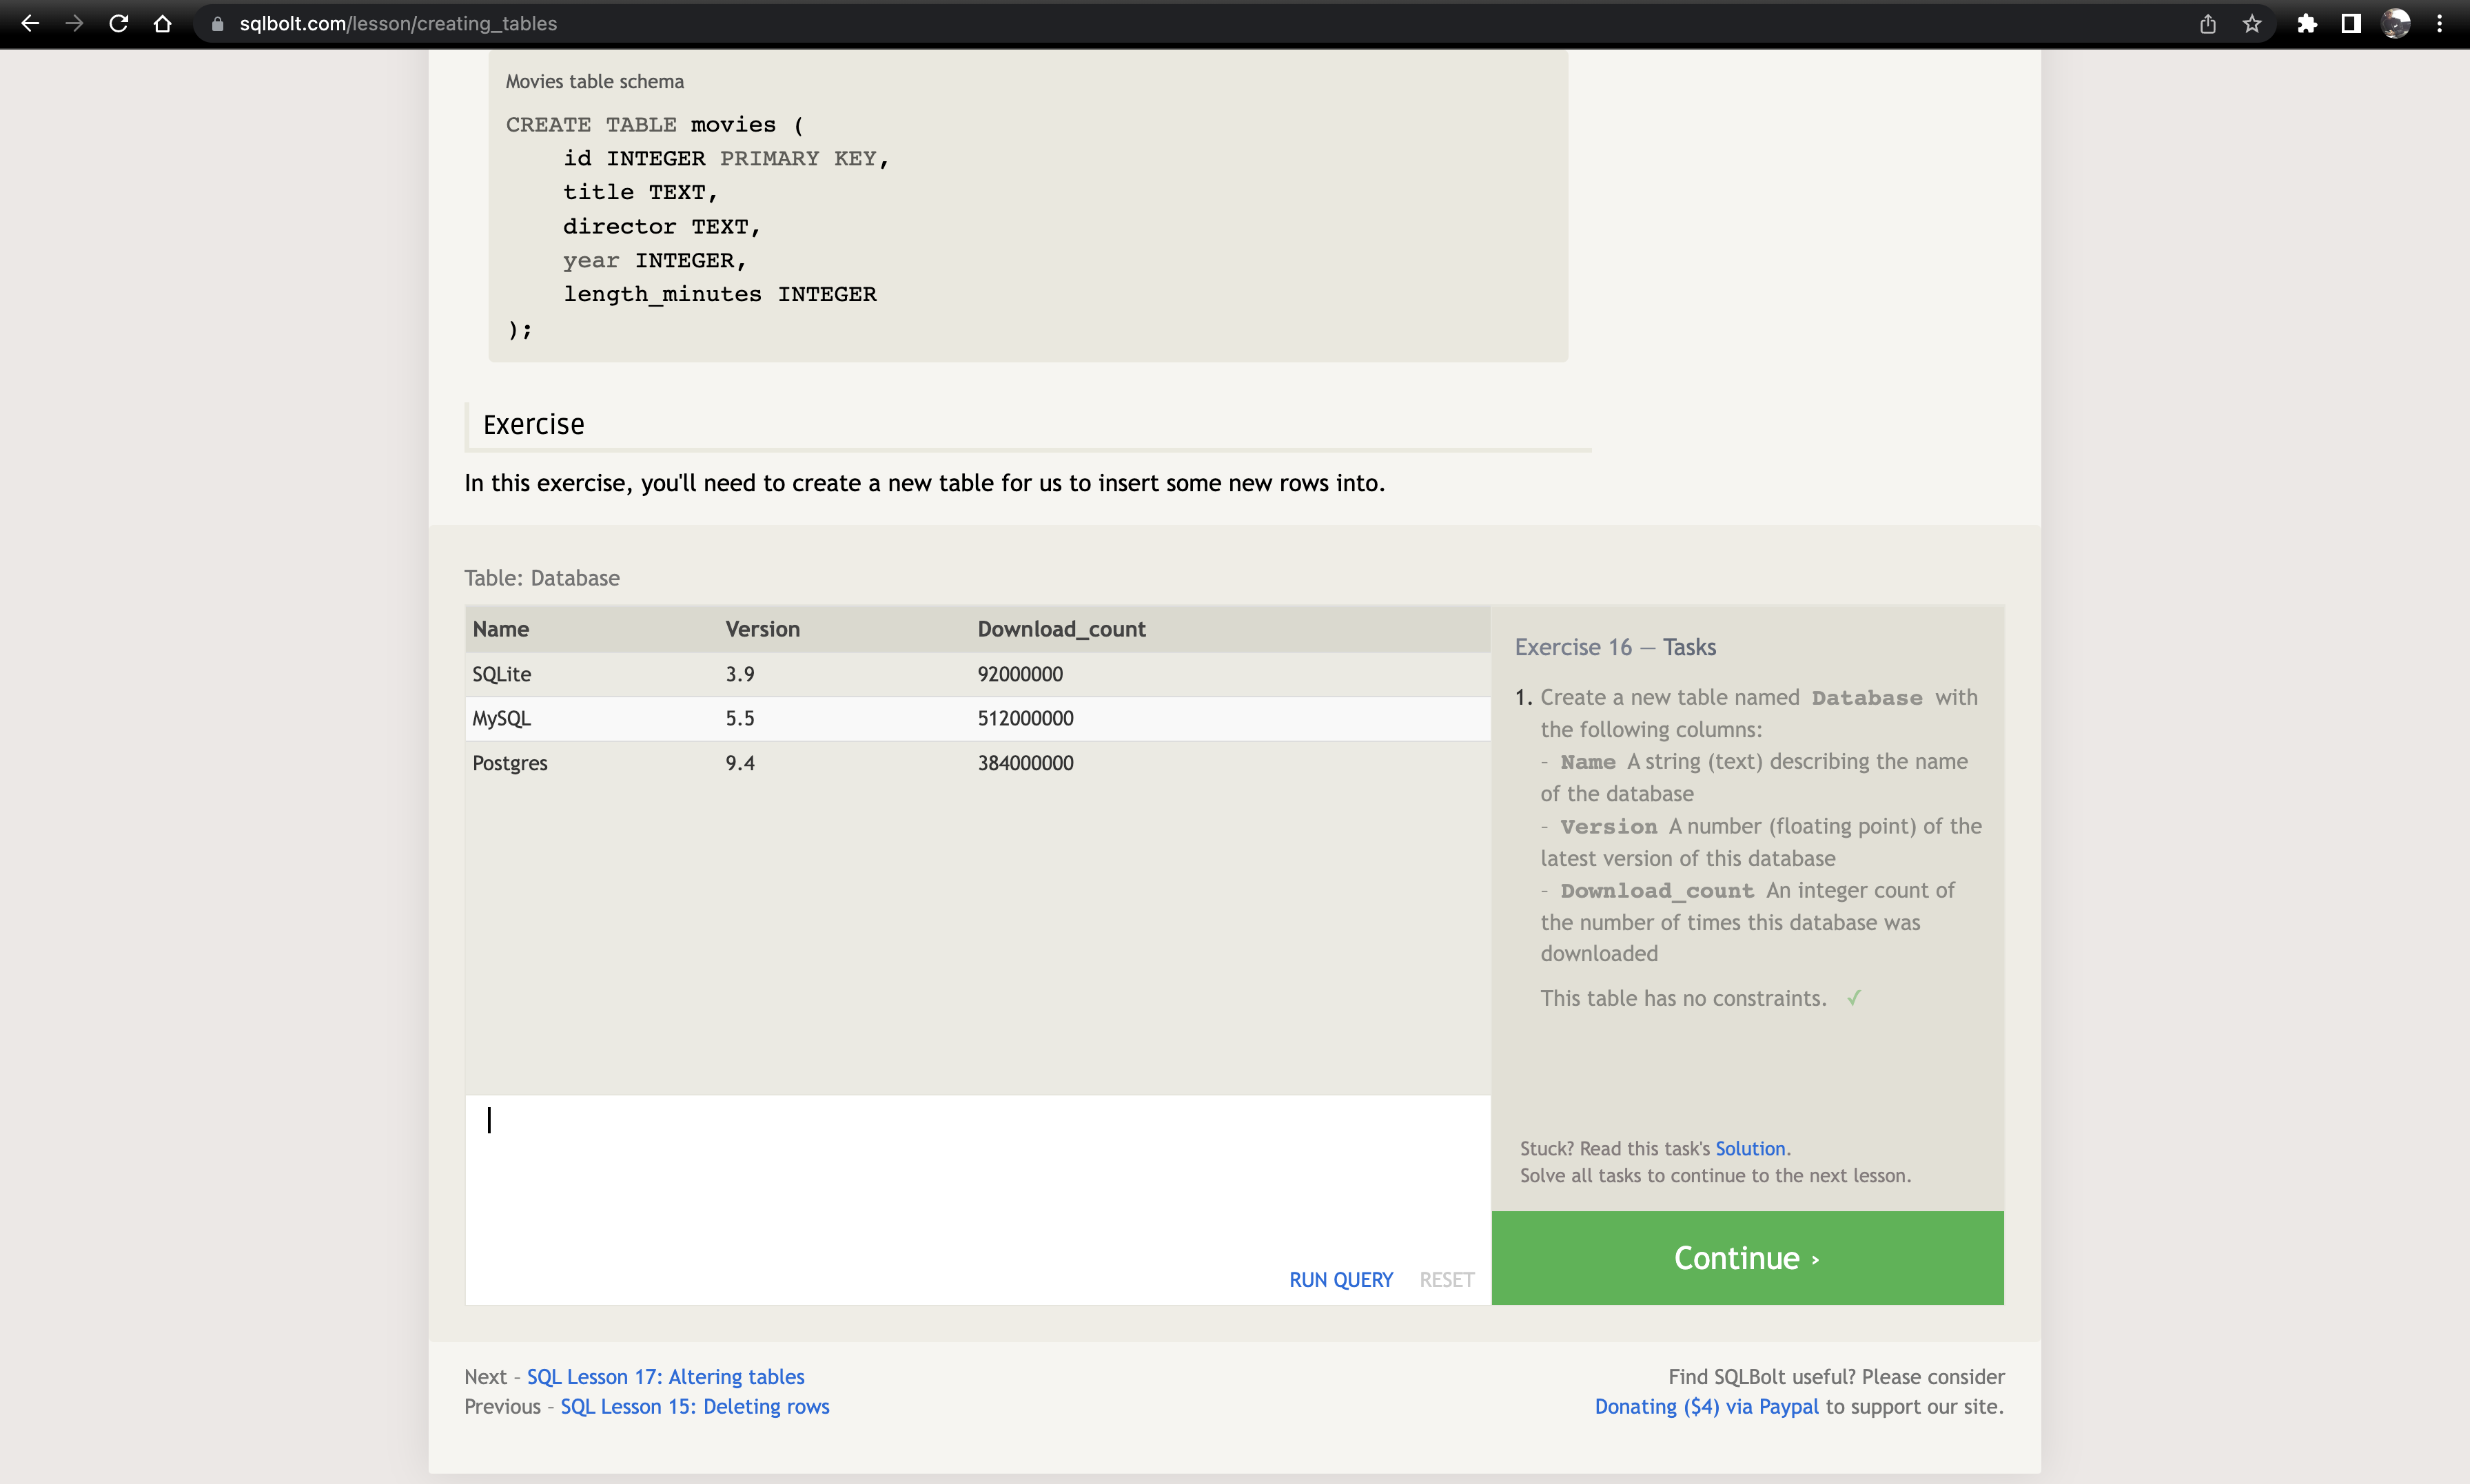 sqlbolt.com/lesson/creating_tables
Movies table schema
CREATE TABLE movies (
id INTEGER PRIMARY KEY,
title TEXT,
director TEXT,
year INTEGER,
length_minutes INTEGER
);
Exercise
In this exercise, you'll need to create a new table for us to insert some new rows into.
Table: Database
Name Version Download_count
SQLite 3.9 92000000
MySQL 5.5 512000000
Postgres 9.4 384000000
RUN QUERY RESET
Exercise 16 — Tasks
1. Create a new table named Database with
the following columns:
- Name A string (text) describing the name
of the database
- Version A number (floating point) of the
latest version of this database
- Download_count An integer count of
the number of times this database was
downloaded
This table has no constraints. ✓
Stuck? Read this task's Solution.
Solve all tasks to continue to the next lesson.
Continue ›
Next – SQL Lesson 17: Altering tables
Previous – SQL Lesson 15: Deleting rows
Find SQLBolt useful? Please consider
Donating ($4) via Paypal to support our site.